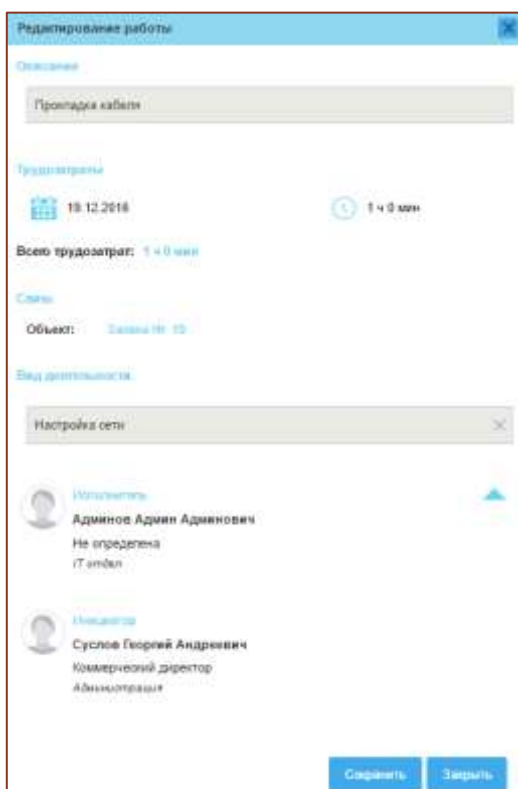 Редактирование работы
Описание
Прокладка кабеля
Трудозатраты
19.12.2016 1 ч 0 мин
Всего трудозатрат: 1 ч 0 мин
Связь
Объект: Заявка № 19
Вид деятельности
Настройка сети
Исполнитель
Админов Админ Админович
Не определена
IT отдел
Инициатор
Суслов Георгий Андреевич
Коммерческий директор
Администрация
Сохранить Закрыть